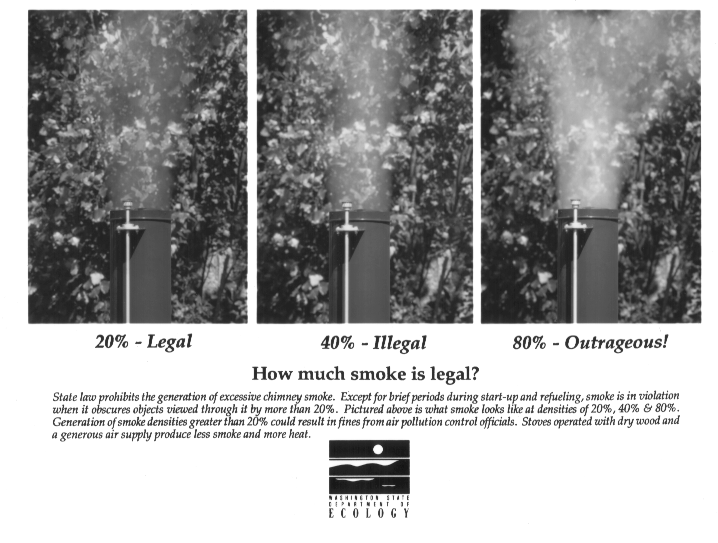 20% - Legal
40% - Illegal
80% - Outrageous!
How much smoke is legal?
State law prohibits the generation of excessive chimney smoke. Except for brief periods during start-up and refueling, smoke is in violation
when it obscures objects viewed through it by more than 20%. Pictured above is what smoke looks like at densities of 20%, 40% & 80%.
Generation of smoke densities greater than 20% could result in fines from air pollution control officials. Stoves operated with dry wood and
a generous air supply produce less smoke and more heat.
WASHINGTON STATE
DEPARTMENT OF
ECOLOGY